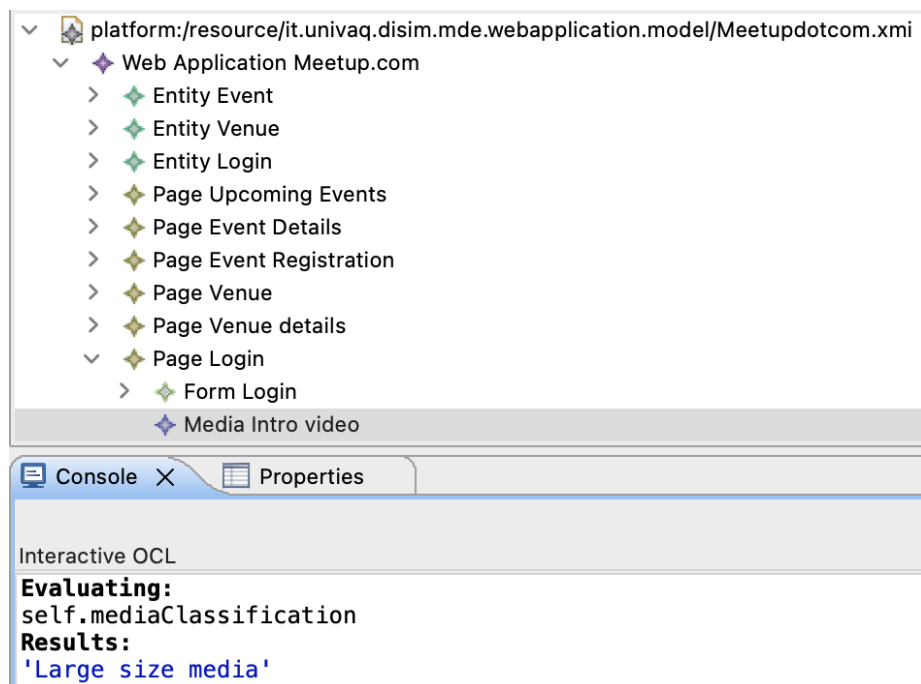 platform:/resource/it.univaq.disim.mde.webapplication.model/Meetupdotcom.xmi
Web Application Meetup.com
Entity Event
Entity Venue
Entity Login
Page Upcoming Events
Page Event Details
Page Event Registration
Page Venue
Page Venue details
Page Login
Form Login
Media Intro video
Console Properties
Interactive OCL
Evaluating:
self.mediaClassification
Results:
'Large size media'